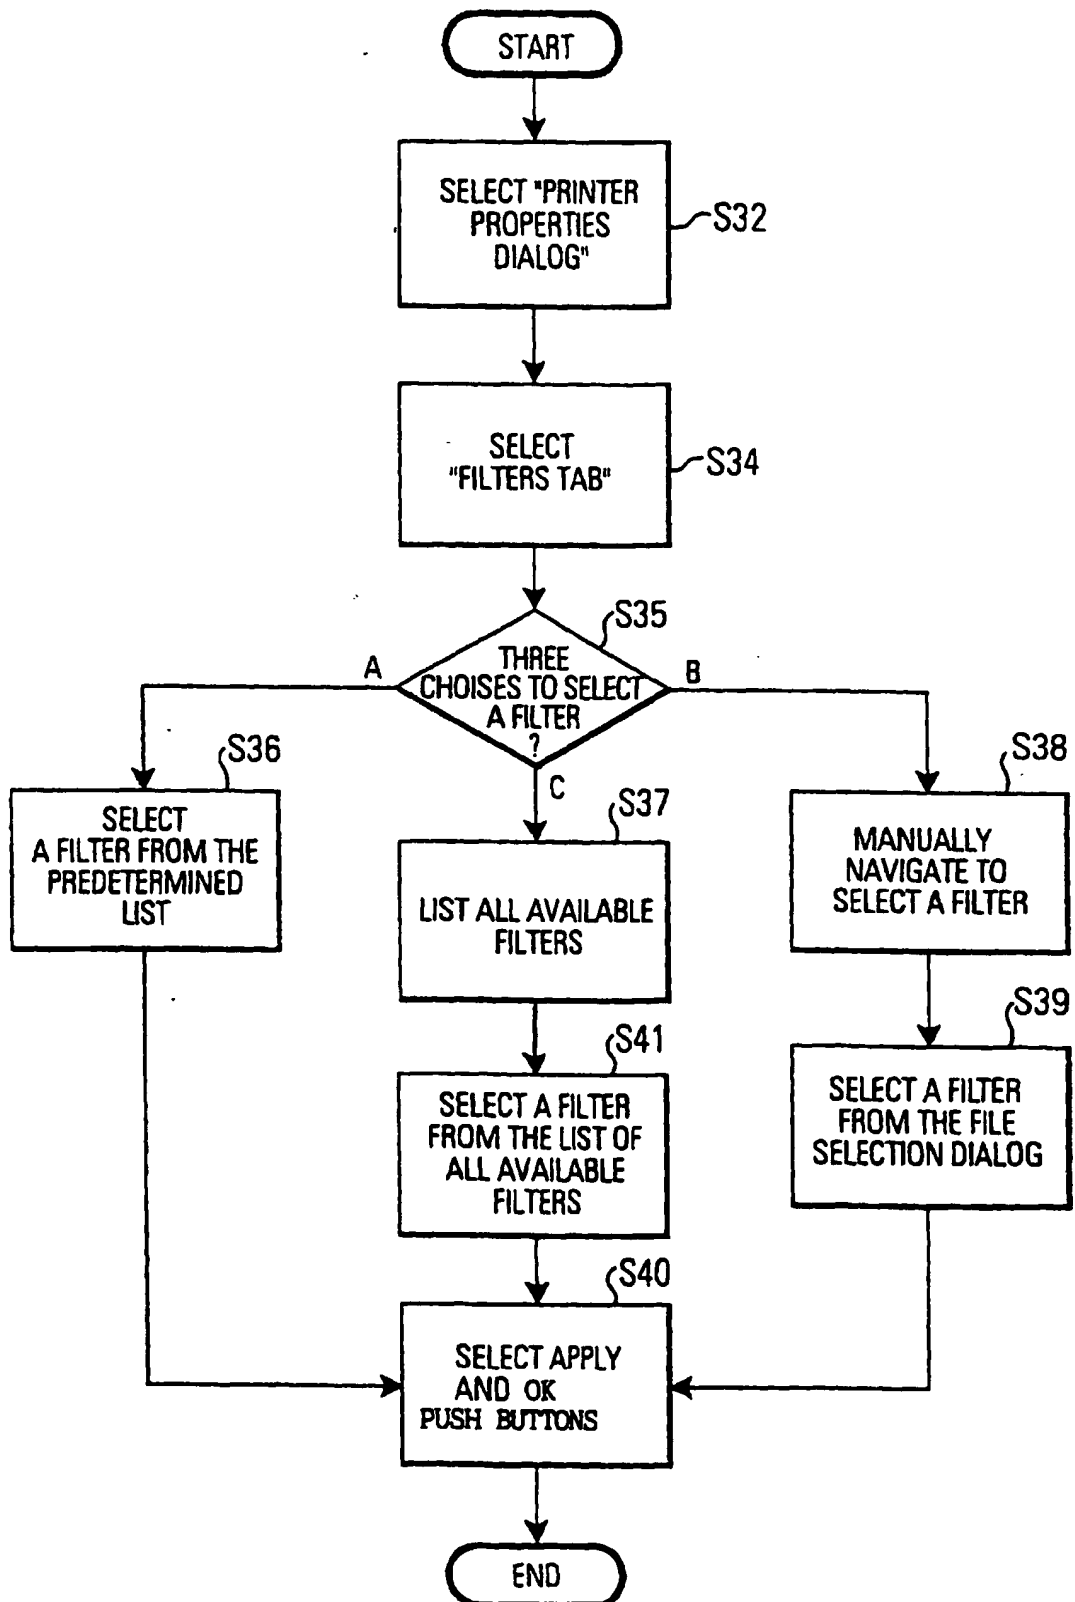 START
SELECT "PRINTER
PROPERTIES
DIALOG"
S32
SELECT
"FILTERS TAB"
S34
S35
THREE
CHOISES TO SELECT
A FILTER
?
A
B
C
S36
SELECT
A FILTER FROM THE
PREDETERMINED
LIST
S37
LIST ALL AVAILABLE
FILTERS
S38
MANUALLY
NAVIGATE TO
SELECT A FILTER
S41
SELECT A FILTER
FROM THE LIST OF
ALL AVAILABLE
FILTERS
S39
SELECT A FILTER
FROM THE FILE
SELECTION DIALOG
S40
SELECT APPLY
AND OK
PUSH BUTTONS
END